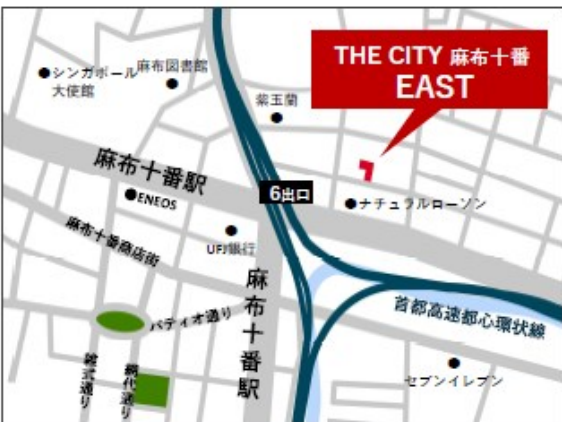 THE CITY 麻布十番
EAST
シンガポール
大使館
麻布図書館
紫玉蘭
麻布十番駅
6出口
ENEOS
ナチュラルローソン
麻布十番商店街
UFJ銀行
麻布十番駅
首都高速都心環状線
パティオ通り
セブンイレブン
雑式通り
網代通り